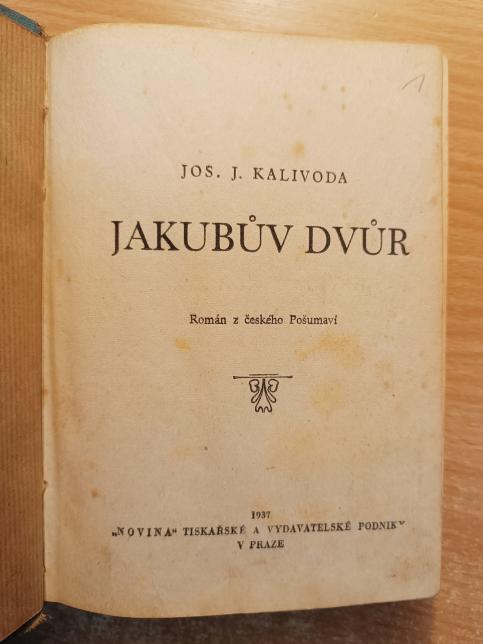 1
JOS. J. KALIVODA
JAKUBŮV DVŮR
Román z českého Pošumaví
1937
„NOVINA“ TISKAŘSKÉ A VYDAVATELSKÉ PODNIKY
V PRAZE